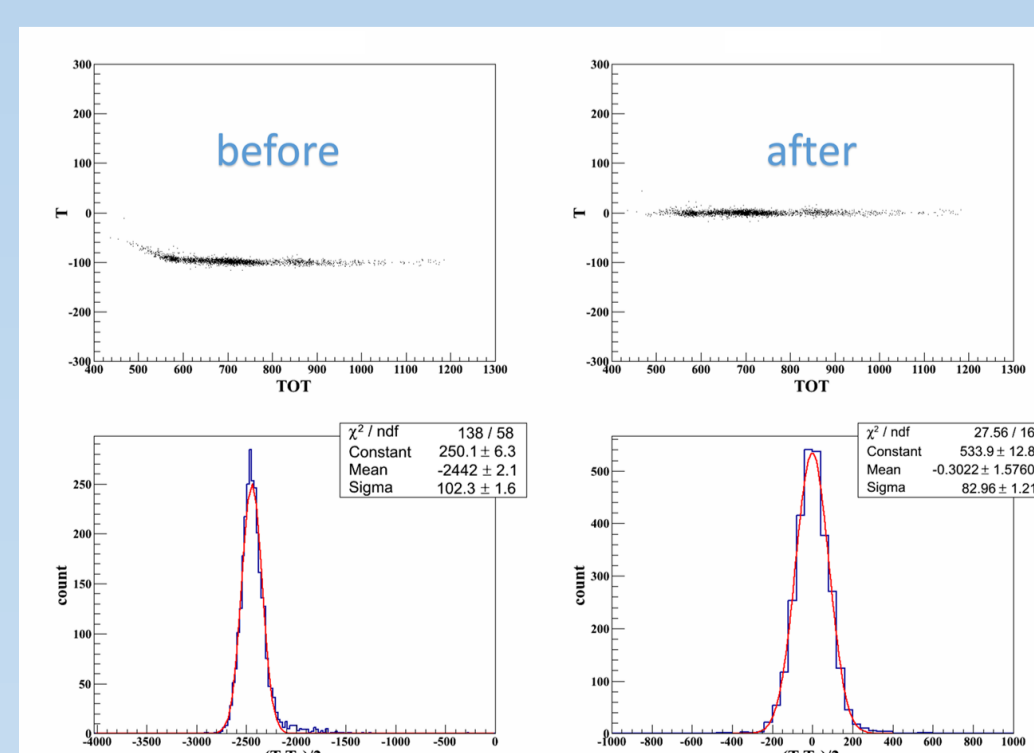 300
200
100
0
-100
-200
-300
T
before
400 500 600 700 800 900 1000 1100 1200 1300
TOT
300
200
100
0
-100
-200
-300
T
after
400 500 600 700 800 900 1000 1100 1200 1300
TOT
χ² / ndf 138 / 58
Constant 250.1 ± 6.3
Mean -2442 ± 2.1
Sigma 102.3 ± 1.6
250
200
150
100
50
0
count
-4000 -3500 -3000 -2500 -2000 -1500 -1000 -500 0
χ² / ndf 27.56 / 16
Constant 533.9 ± 12.8
Mean -0.3022 ± 1.5760
Sigma 82.96 ± 1.21
500
400
300
200
100
0
count
-1000 -800 -600 -400 -200 0 200 400 600 800 1000